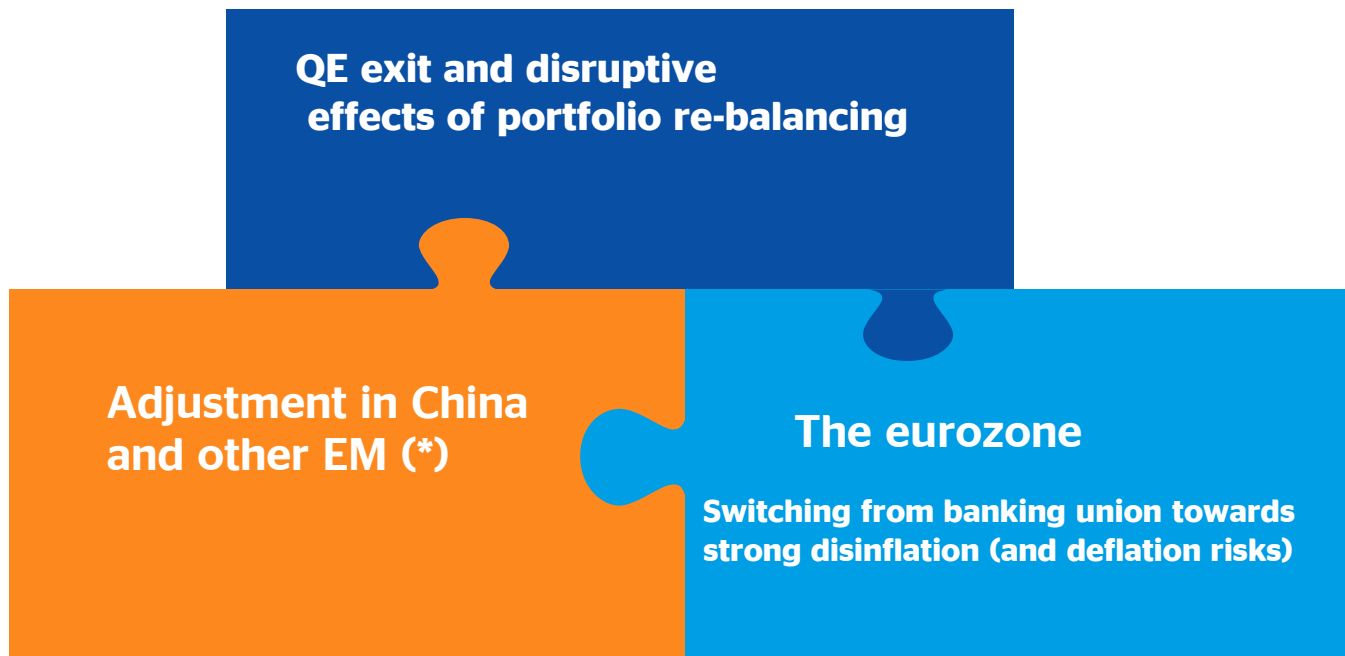 QE exit and disruptive
effects of portfolio re-balancing
Adjustment in China
and other EM (*)
The eurozone
Switching from banking union towards
strong disinflation (and deflation risks)